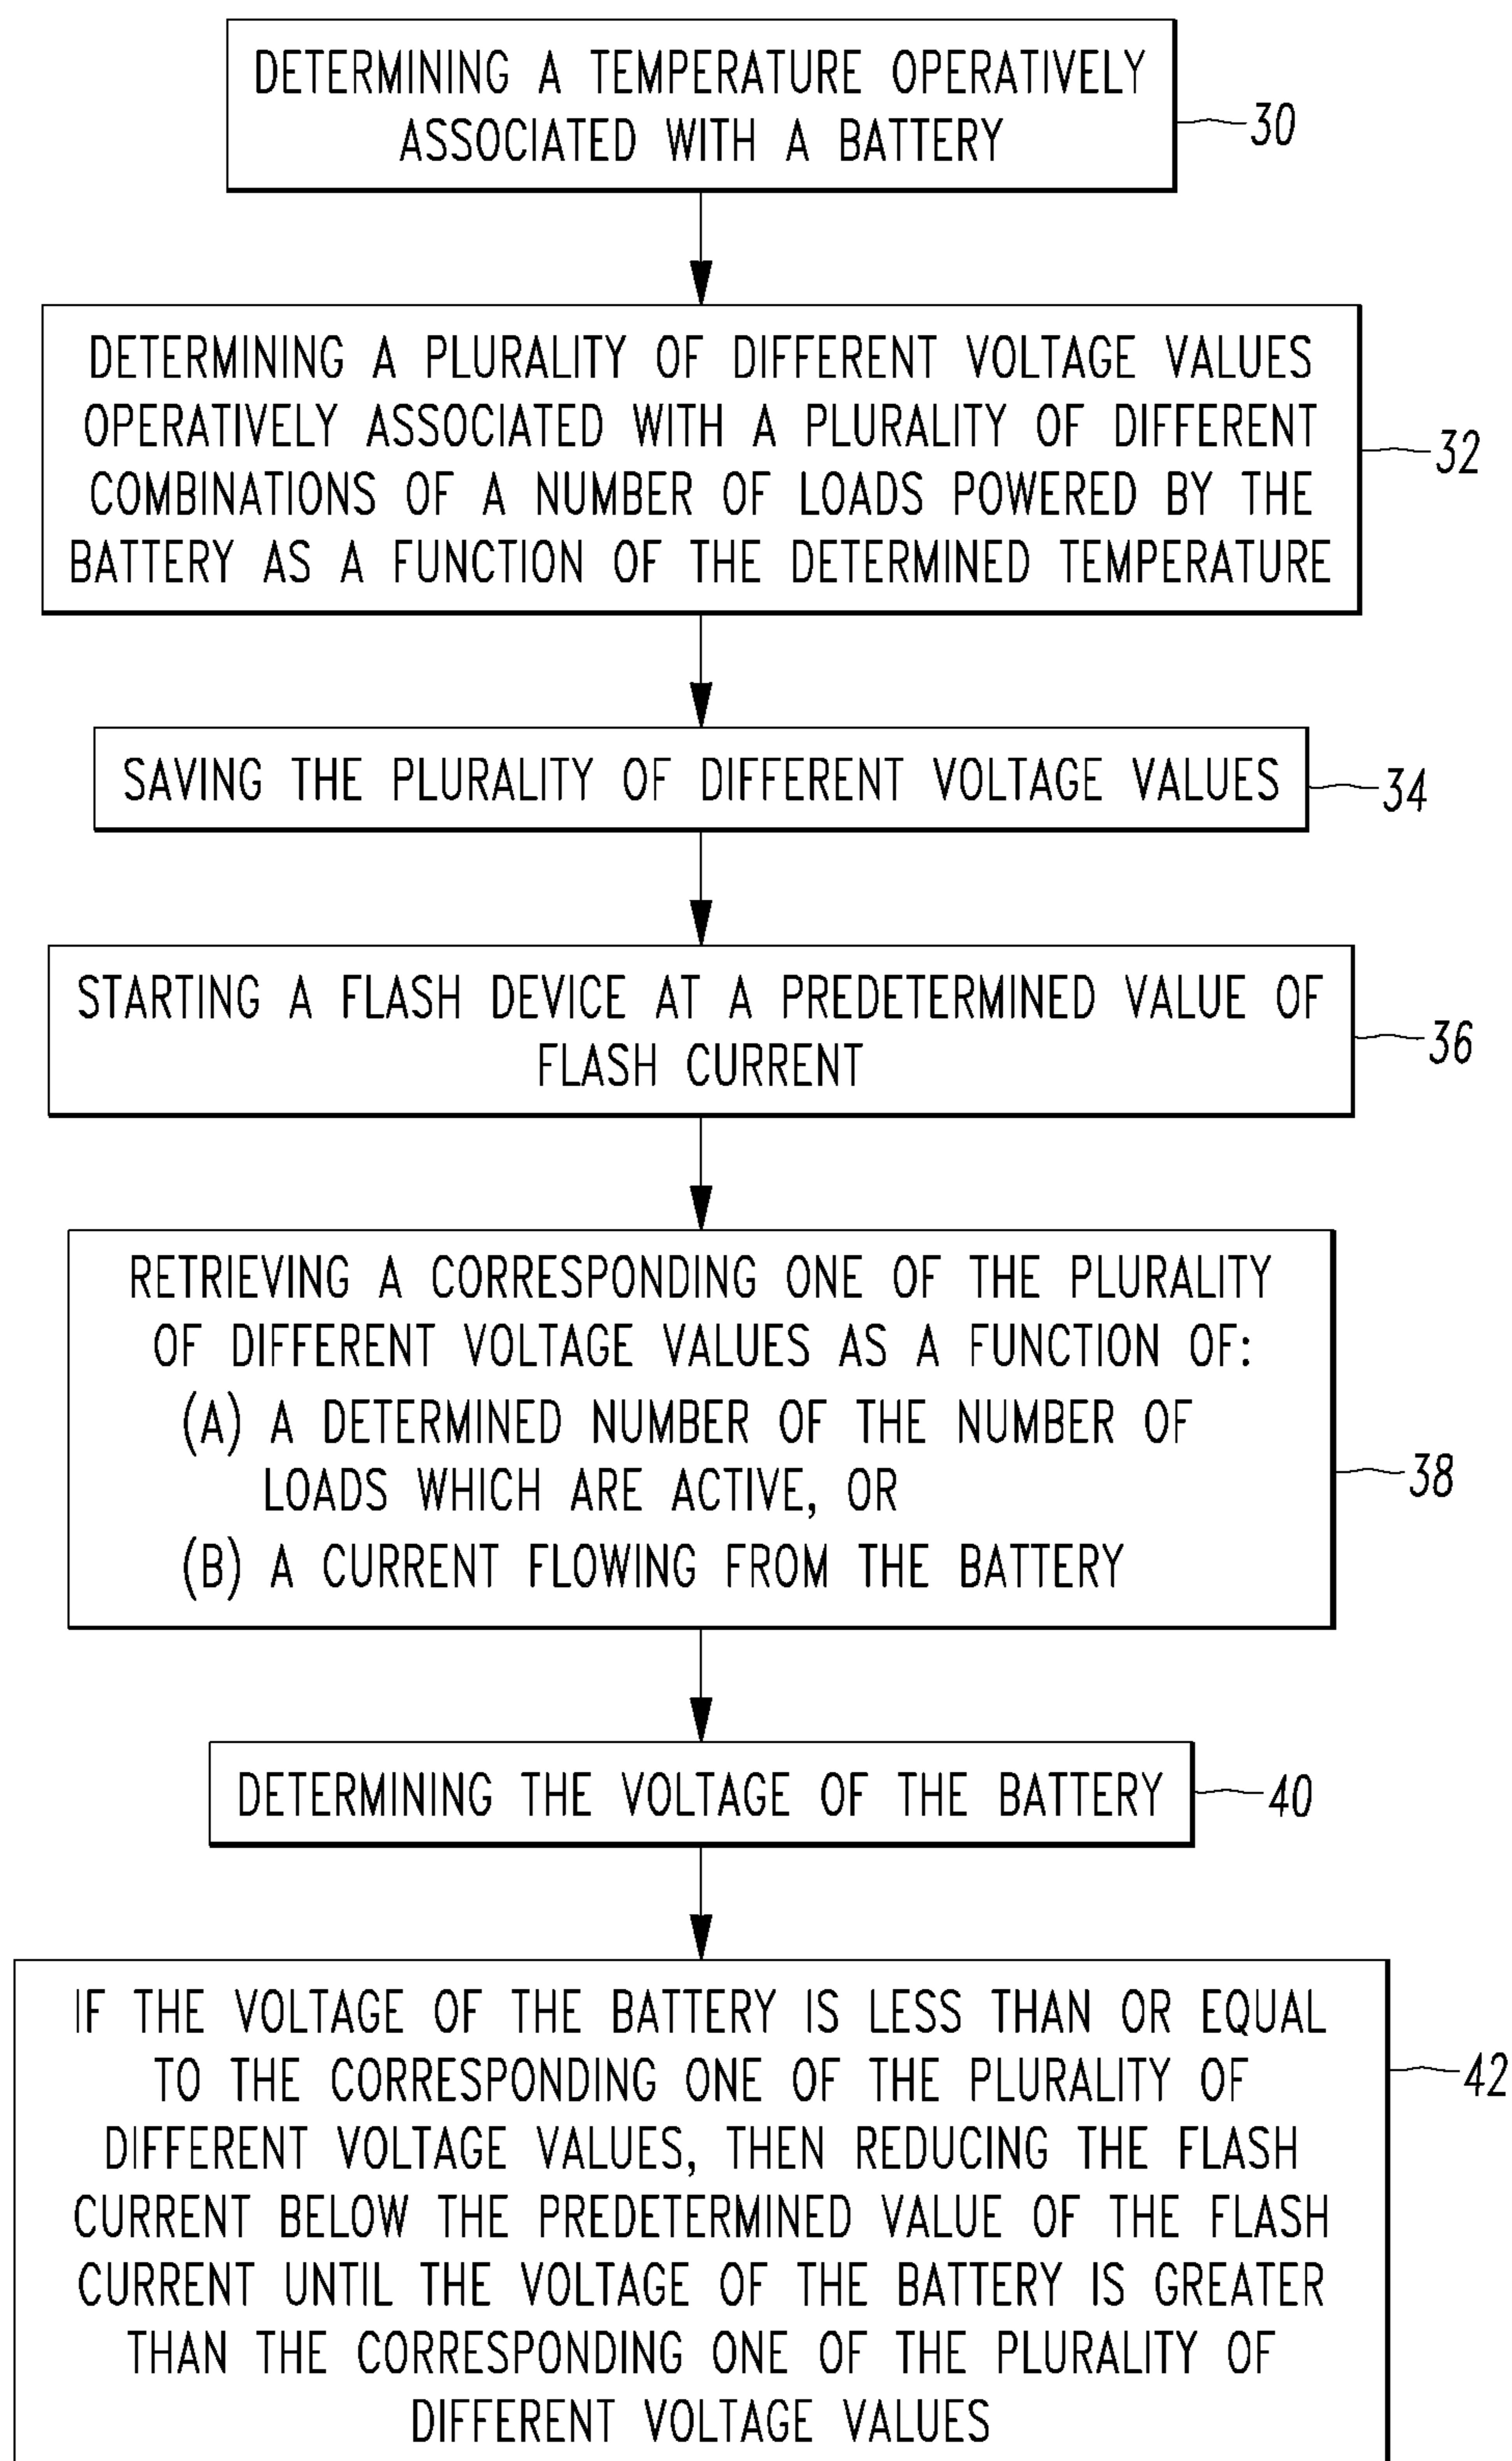 DETERMINING A TEMPERATURE OPERATIVELY
ASSOCIATED WITH A BATTERY
30
DETERMINING A PLURALITY OF DIFFERENT VOLTAGE VALUES
OPERATIVELY ASSOCIATED WITH A PLURALITY OF DIFFERENT
COMBINATIONS OF A NUMBER OF LOADS POWERED BY THE
BATTERY AS A FUNCTION OF THE DETERMINED TEMPERATURE
32
SAVING THE PLURALITY OF DIFFERENT VOLTAGE VALUES
34
STARTING A FLASH DEVICE AT A PREDETERMINED VALUE OF
FLASH CURRENT
36
RETRIEVING A CORRESPONDING ONE OF THE PLURALITY
OF DIFFERENT VOLTAGE VALUES AS A FUNCTION OF:
(A) A DETERMINED NUMBER OF THE NUMBER OF
LOADS WHICH ARE ACTIVE, OR
(B) A CURRENT FLOWING FROM THE BATTERY
38
DETERMINING THE VOLTAGE OF THE BATTERY
40
IF THE VOLTAGE OF THE BATTERY IS LESS THAN OR EQUAL
TO THE CORRESPONDING ONE OF THE PLURALITY OF
DIFFERENT VOLTAGE VALUES, THEN REDUCING THE FLASH
CURRENT BELOW THE PREDETERMINED VALUE OF THE FLASH
CURRENT UNTIL THE VOLTAGE OF THE BATTERY IS GREATER
THAN THE CORRESPONDING ONE OF THE PLURALITY OF
DIFFERENT VOLTAGE VALUES
42